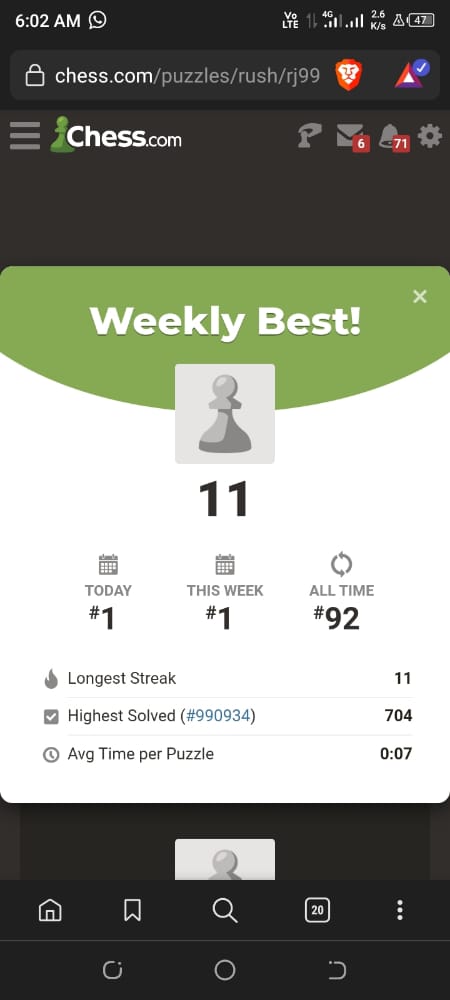 6:02 AM
Vo LTE 4G 2.6 K/s 47
chess.com/puzzles/rush/rj99
Chess.com
6 71
Weekly Best!
11
TODAY THIS WEEK ALL TIME
#1 #1 #92
Longest Streak 11
Highest Solved (#990934) 704
Avg Time per Puzzle 0:07
20